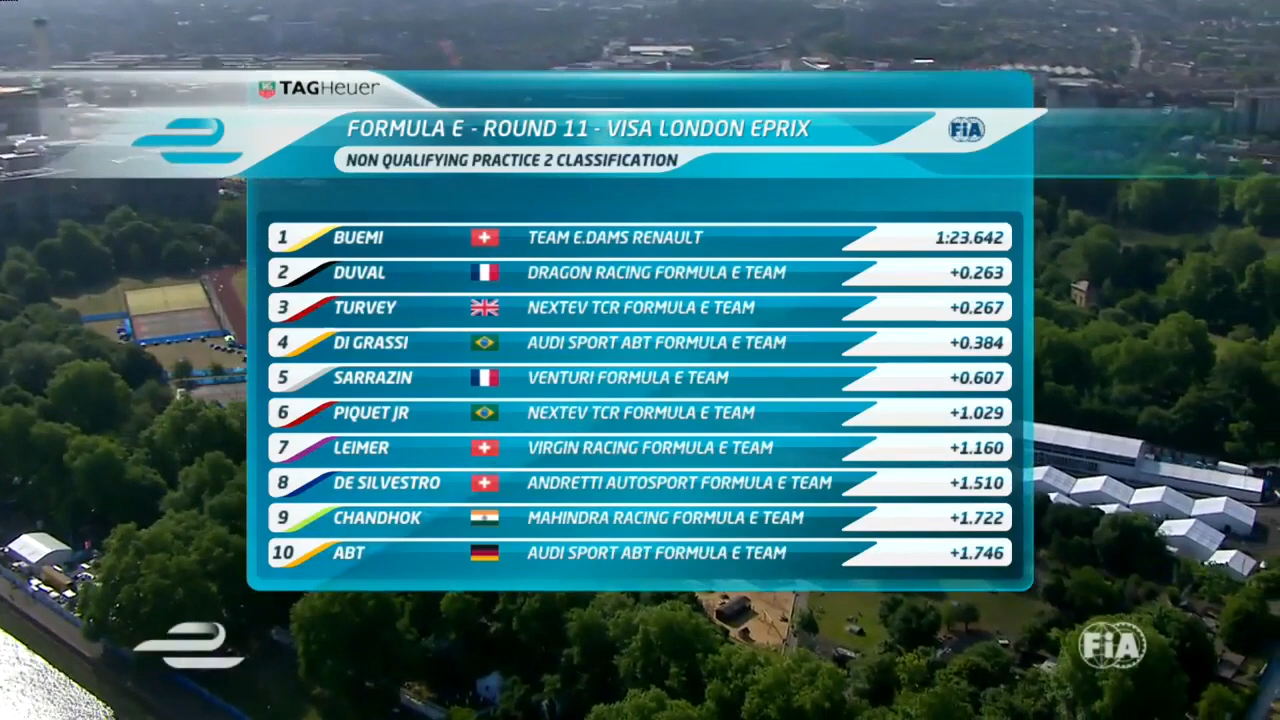 TAGHeuer
FORMULA E - ROUND 11 - VISA LONDON EPRIX
FiA
NON QUALIFYING PRACTICE 2 CLASSIFICATION
1 BUEMI TEAM E.DAMS RENAULT 1:23.642
2 DUVAL DRAGON RACING FORMULA E TEAM +0.263
3 TURVEY NEXTEV TCR FORMULA E TEAM +0.267
4 DI GRASSI AUDI SPORT ABT FORMULA E TEAM +0.384
5 SARRAZIN VENTURI FORMULA E TEAM +0.607
6 PIQUET JR NEXTEV TCR FORMULA E TEAM +1.029
7 LEIMER VIRGIN RACING FORMULA E TEAM +1.160
8 DE SILVESTRO ANDRETTI AUTOSPORT FORMULA E TEAM +1.510
9 CHANDHOK MAHINDRA RACING FORMULA E TEAM +1.722
10 ABT AUDI SPORT ABT FORMULA E TEAM +1.746
FiA